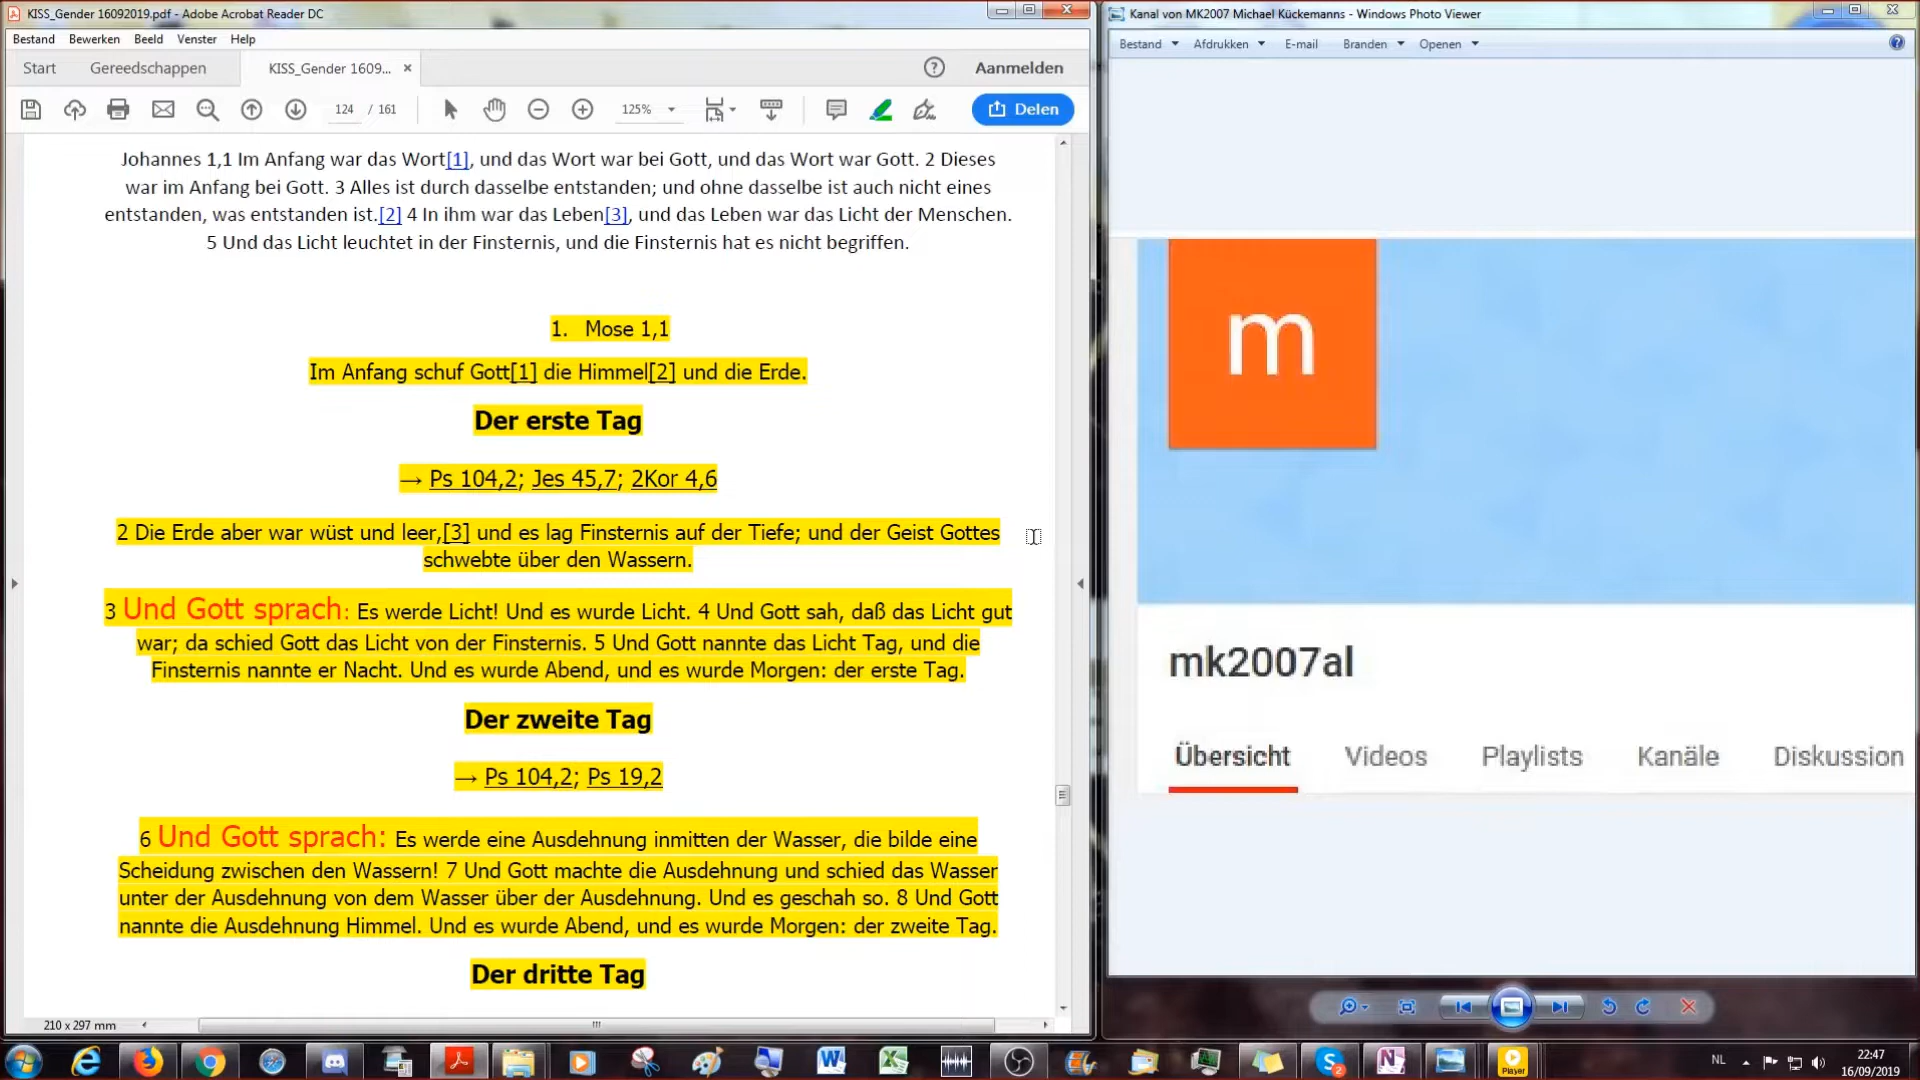 KISS_Gender 16092019.pdf - Adobe Acrobat Reader DC
Bestand Bewerken Beeld Venster Help
Start Gereedschappen KISS_Gender 1609... × Aanmelden
124 / 161 125% Delen
Johannes 1,1 Im Anfang war das Wort[1], und das Wort war bei Gott, und das Wort war Gott. 2 Dieses
war im Anfang bei Gott. 3 Alles ist durch dasselbe entstanden; und ohne dasselbe ist auch nicht eines
entstanden, was entstanden ist.[2] 4 In ihm war das Leben[3], und das Leben war das Licht der Menschen.
5 Und das Licht leuchtet in der Finsternis, und die Finsternis hat es nicht begriffen.
1. Mose 1,1
Im Anfang schuf Gott[1] die Himmel[2] und die Erde.
Der erste Tag
→ Ps 104,2; Jes 45,7; 2Kor 4,6
2 Die Erde aber war wüst und leer,[3] und es lag Finsternis auf der Tiefe; und der Geist Gottes
schwebte über den Wassern.
3 Und Gott sprach: Es werde Licht! Und es wurde Licht. 4 Und Gott sah, daß das Licht gut
war; da schied Gott das Licht von der Finsternis. 5 Und Gott nannte das Licht Tag, und die
Finsternis nannte er Nacht. Und es wurde Abend, und es wurde Morgen: der erste Tag.
Der zweite Tag
→ Ps 104,2; Ps 19,2
6 Und Gott sprach: Es werde eine Ausdehnung inmitten der Wasser, die bilde eine
Scheidung zwischen den Wassern! 7 Und Gott machte die Ausdehnung und schied das Wasser
unter der Ausdehnung von dem Wasser über der Ausdehnung. Und es geschah so. 8 Und Gott
nannte die Ausdehnung Himmel. Und es wurde Abend, und es wurde Morgen: der zweite Tag.
Der dritte Tag
210 x 297 mm
Kanal von MK2007 Michael Kückemanns - Windows Photo Viewer
Bestand Afdrukken E-mail Branden Openen
m
mk2007al
Übersicht Videos Playlists Kanäle Diskussion
Player
NL 22:47
16/09/2019